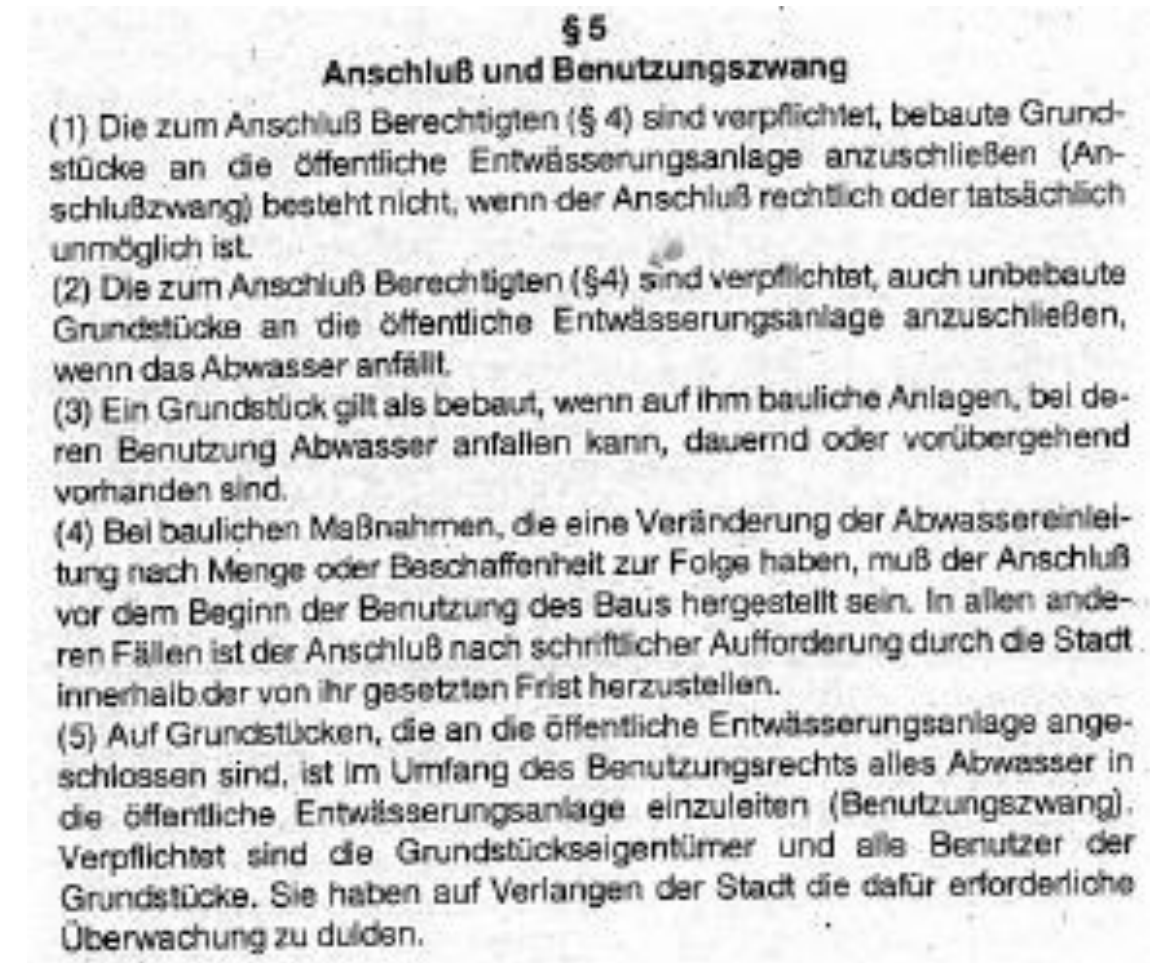 § 5
Anschluß und Benutzungszwang
(1) Die zum Anschluß Berechtigten (§ 4) sind verpflichtet, bebaute Grund-
stücke an die öffentliche Entwässerungsanlage anzuschließen (An-
schlußzwang) besteht nicht, wenn der Anschluß rechtlich oder tatsächlich
unmöglich ist.
(2) Die zum Anschluß Berechtigten (§4) sind verpflichtet, auch unbebaute
Grundstücke an die öffentliche Entwässerungsanlage anzuschließen,
wenn das Abwasser anfällt.
(3) Ein Grundstück gilt als bebaut, wenn auf ihm bauliche Anlagen, bei de-
ren Benutzung Abwasser anfallen kann, dauernd oder vorübergehend
vorhanden sind.
(4) Bei baulichen Maßnahmen, die eine Veränderung der Abwassereinlei-
tung nach Menge oder Beschaffenheit zur Folge haben, muß der Anschluß
vor dem Beginn der Benutzung des Baus hergestellt sein. In allen ande-
ren Fällen ist der Anschluß nach schriftlicher Aufforderung durch die Stadt
innerhalb der von ihr gesetzten Frist herzustellen.
(5) Auf Grundstücken, die an die öffentliche Entwässerungsanlage ange-
schlossen sind, ist im Umfang des Benutzungsrechts alles Abwasser in
die öffentliche Entwässerungsanlage einzuleiten (Benutzungszwang).
Verpflichtet sind die Grundstückseigentümer und alle Benutzer der
Grundstücke. Sie haben auf Verlangen der Stadt die dafür erforderliche
Überwachung zu dulden.